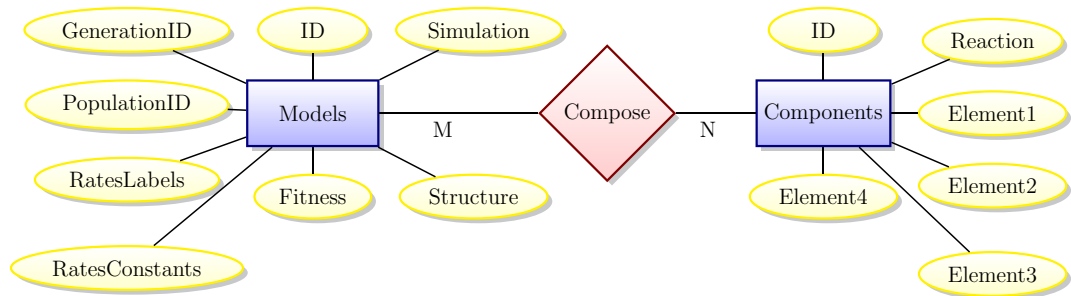 GenerationID
ID
Simulation
ID
Reaction
PopulationID
Models
Compose
Components
Element1
M
N
RatesLabels
Fitness
Structure
Element4
Element2
RatesConstants
Element3